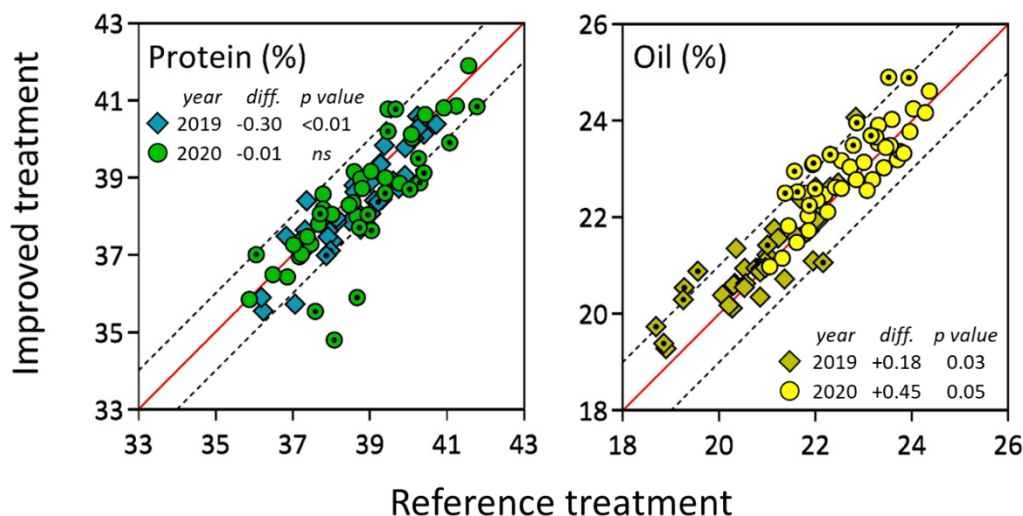 Improved treatment
43
41
39
37
35
33
33
35
37
39
41
43
Protein (%)
year diff. p value
2019 -0.30 <0.01
2020 -0.01 ns
26
24
22
20
18
18
20
22
24
26
Oil (%)
year diff. p value
2019 +0.18 0.03
2020 +0.45 0.05
Reference treatment